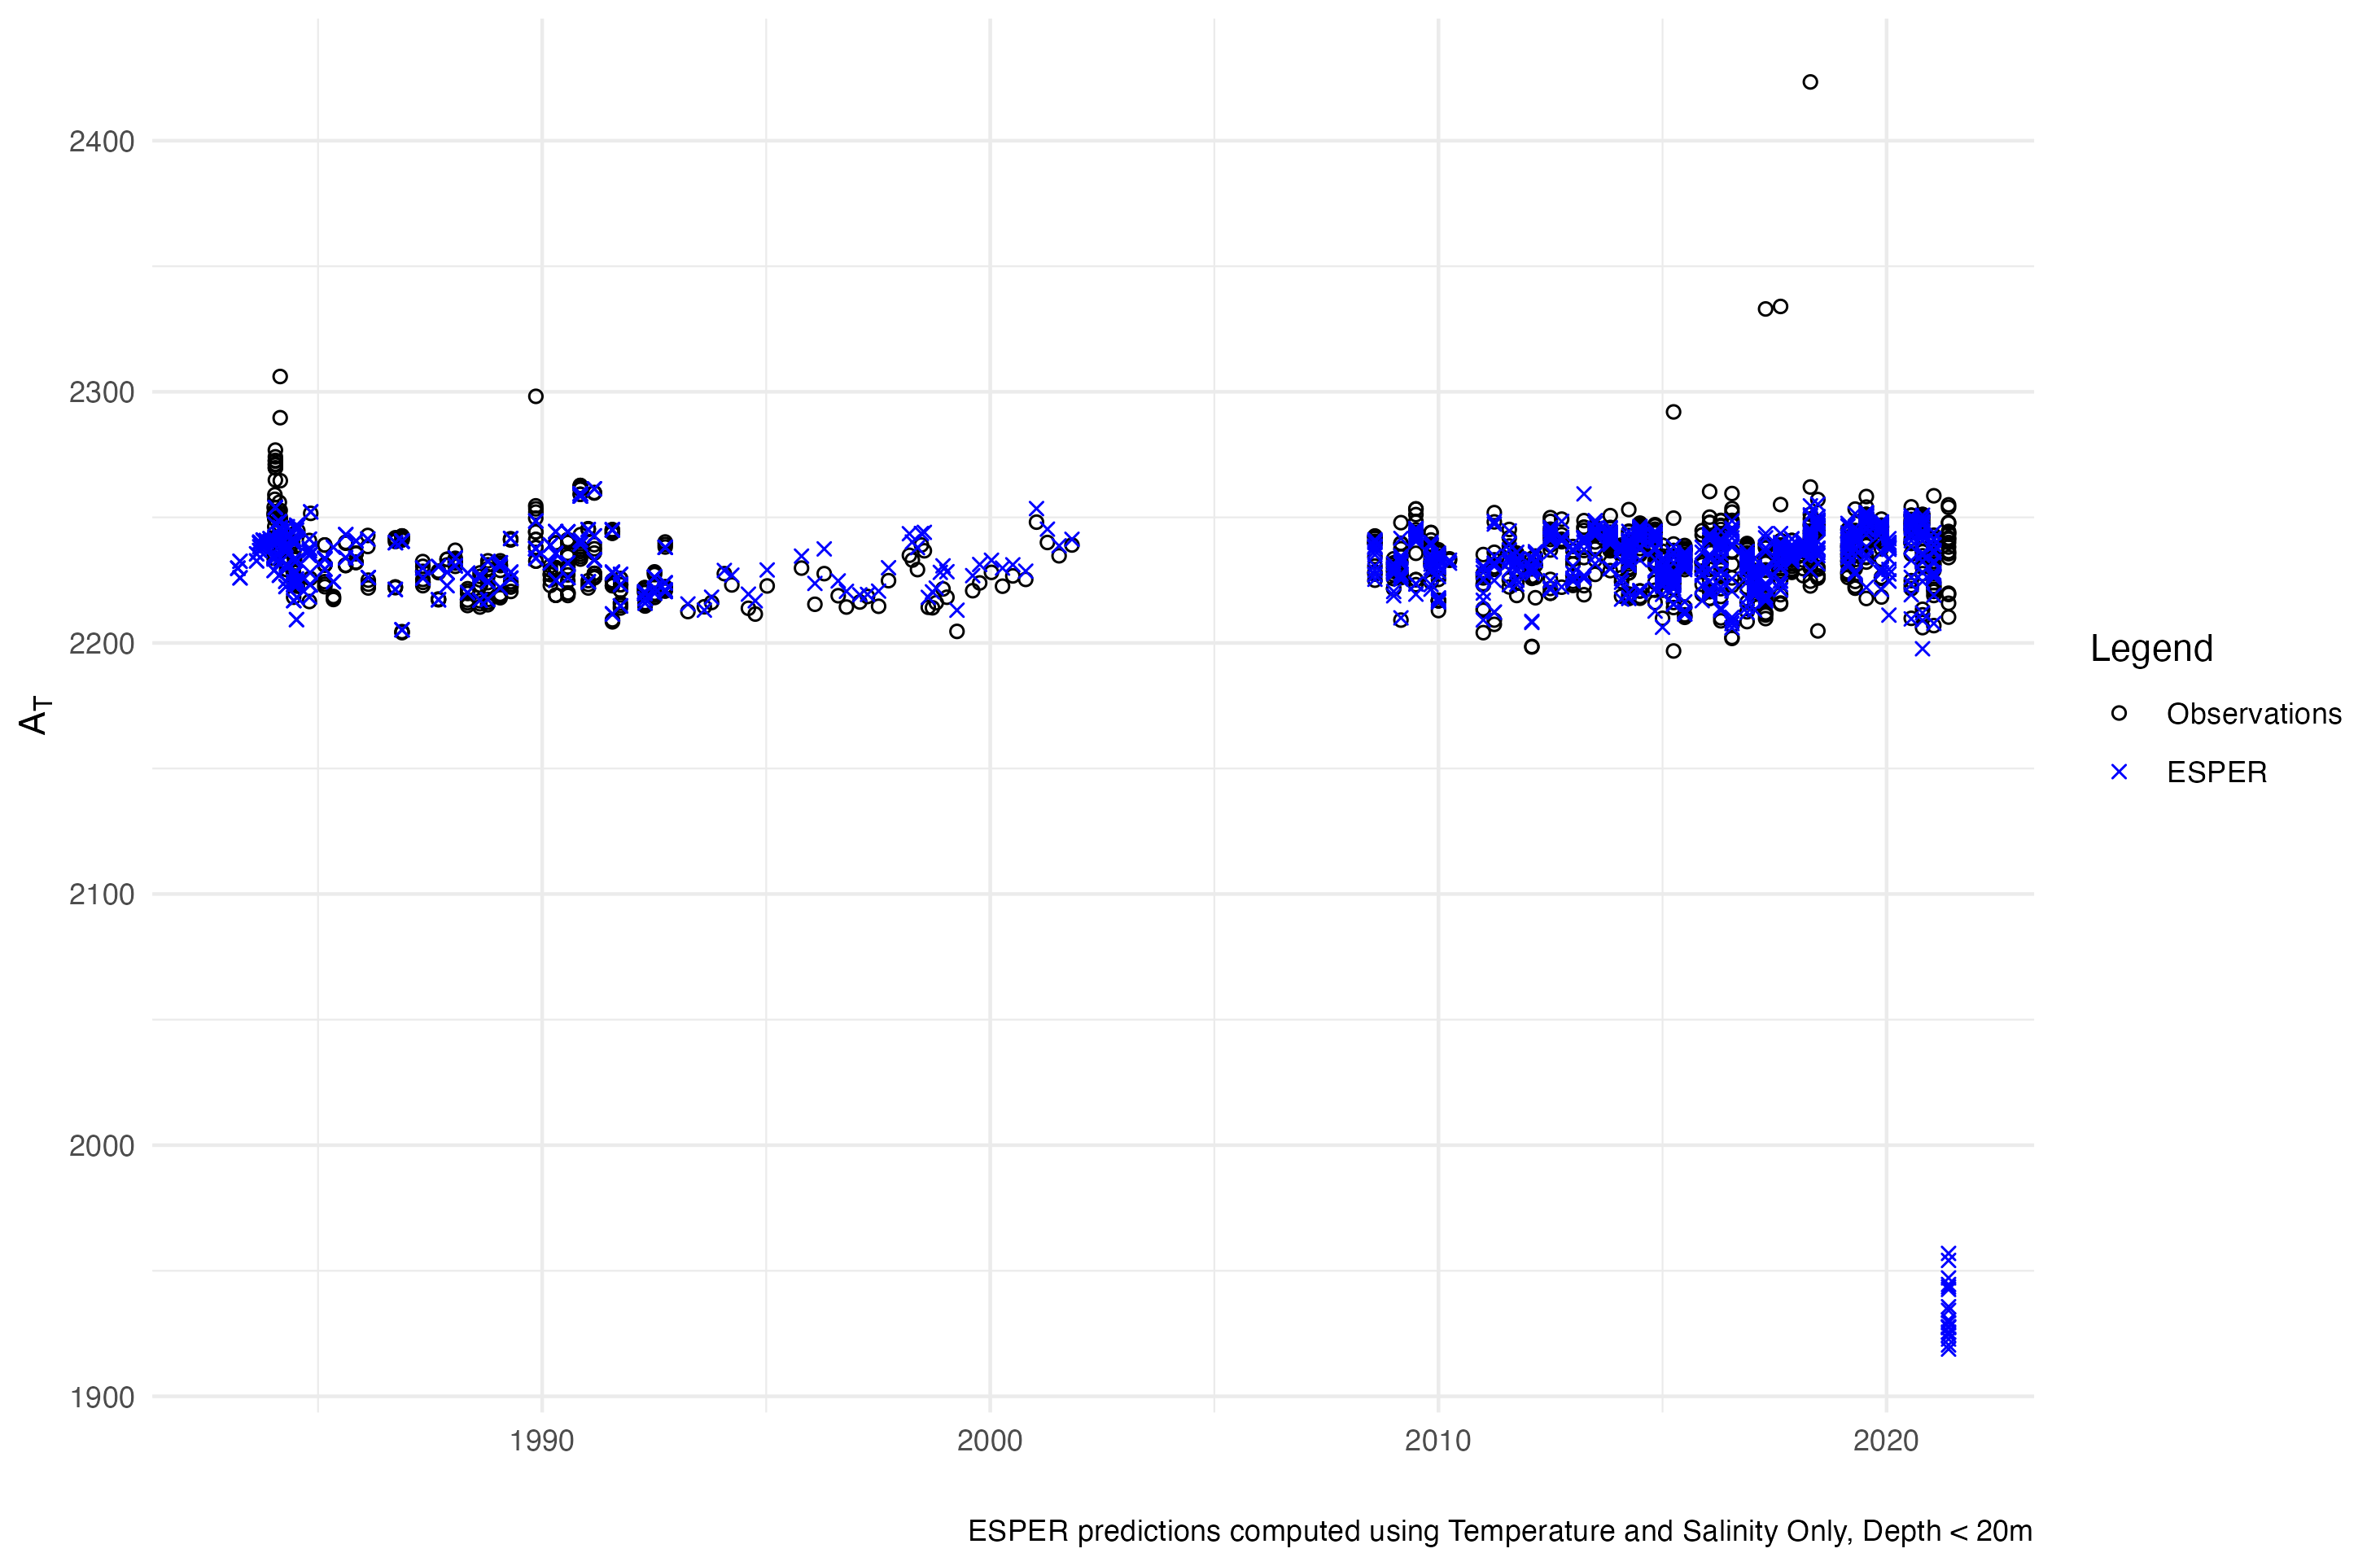 2400
2300
2200
2100
2000
1900
A_T
1990
2000
2010
2020
Legend
Observations
ESPER
ESPER predictions computed using Temperature and Salinity Only, Depth < 20m